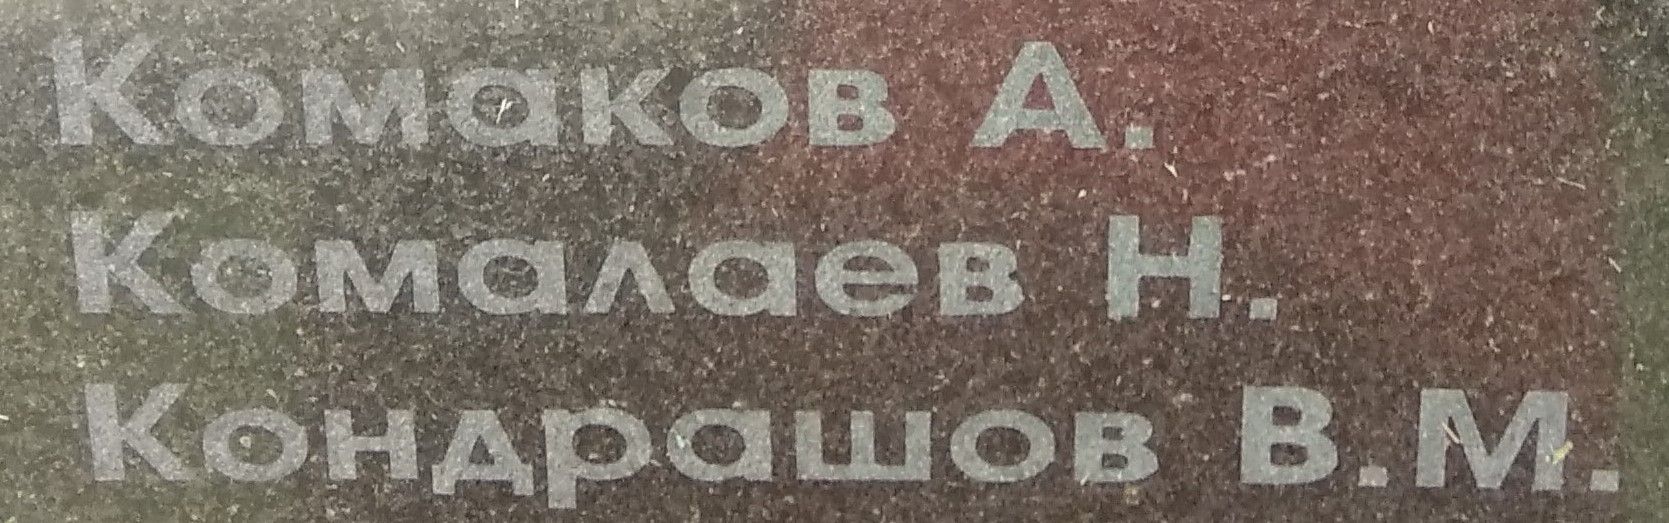 Комаков А.
Комалаев Н.
Кондрашов В.М.